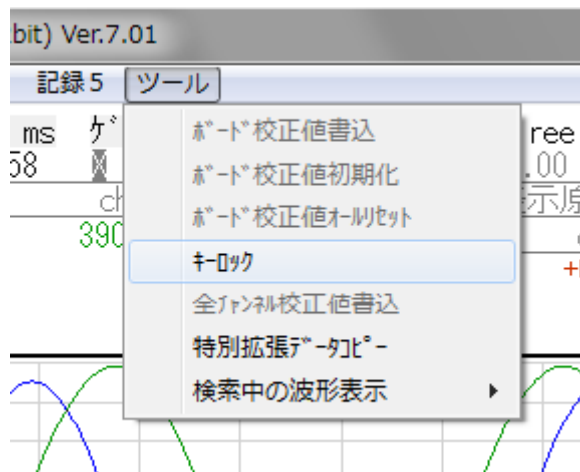 bit) Ver.7.01
記録5 ツール
ms
58
390
ree
.00
ﾎﾞｰﾄﾞ校正値書込
ﾎﾞｰﾄﾞ校正値初期化
ﾎﾞｰﾄﾞ校正値ｵｰﾙﾘｾｯﾄ
ｷｰﾛｯｸ
全ﾁｬﾝﾈﾙ校正値書込
特別拡張ﾃﾞｰﾀｺﾋﾟｰ
検索中の波形表示